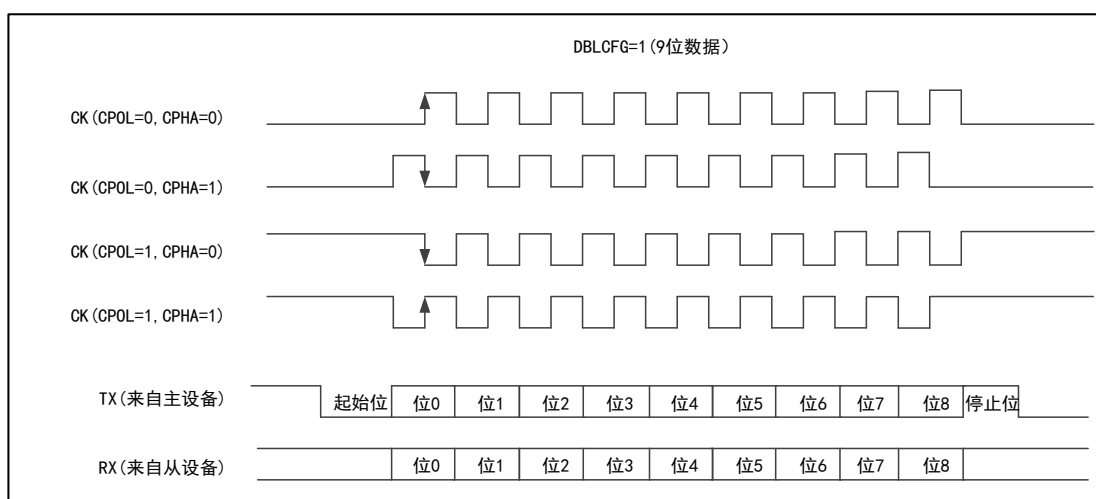 DBLCFG=1(9位数据)
CK(CPOL=0,CPHA=0)
CK(CPOL=0,CPHA=1)
CK(CPOL=1,CPHA=0)
CK(CPOL=1,CPHA=1)
TX(来自主设备) 起始位 位0 位1 位2 位3 位4 位5 位6 位7 位8 停止位
RX(来自从设备) 位0 位1 位2 位3 位4 位5 位6 位7 位8